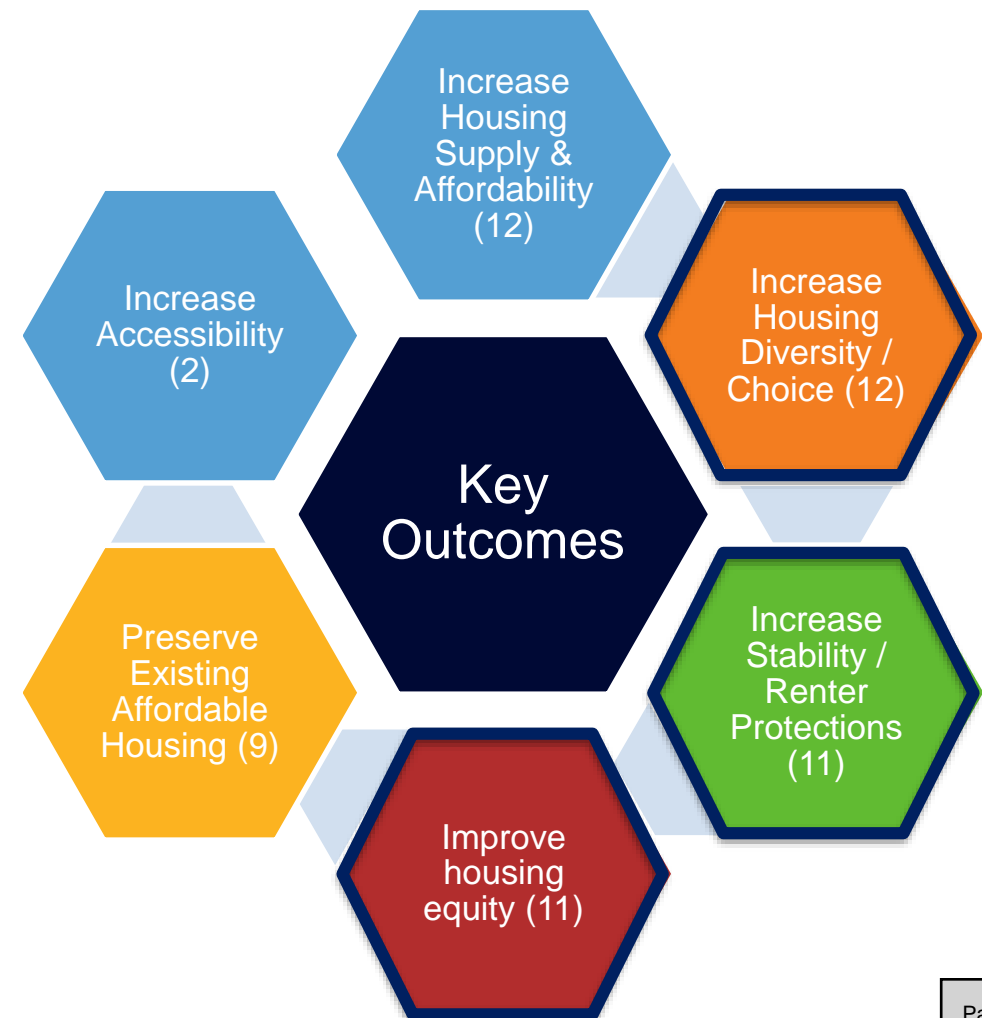 Increase
Housing
Supply &
Affordability
(12)
Increase
Housing
Diversity /
Choice (12)
Increase
Accessibility
(2)
Key
Outcomes
Increase
Stability /
Renter
Protections
(11)
Preserve
Existing
Affordable
Housing (9)
Improve
housing
equity (11)